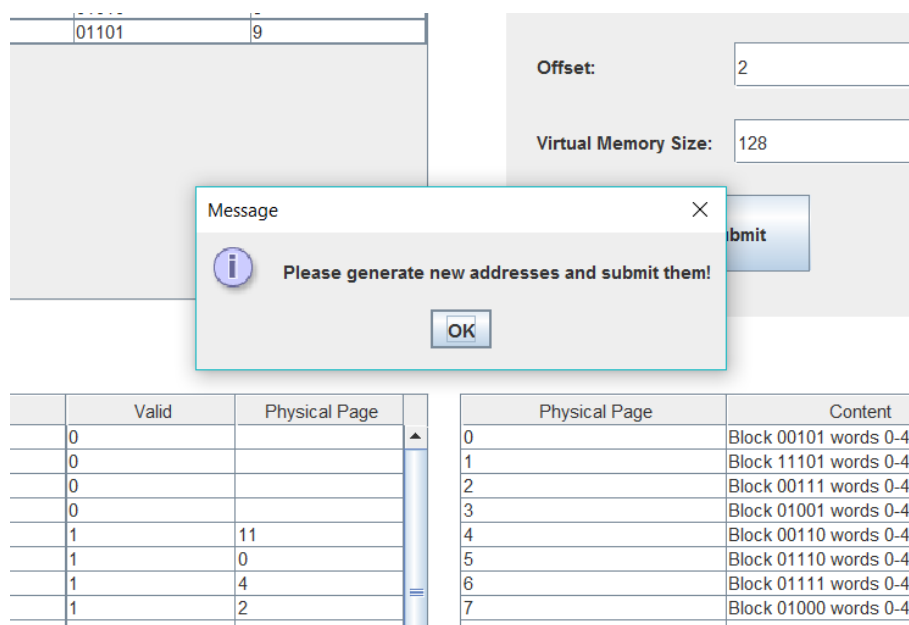 01101 9
Offset: 2
Virtual Memory Size: 128
Message
Please generate new addresses and submit them!
OK
Valid Physical Page
0
0
0
0
1 11
1 0
1 4
1 2
Physical Page Content
0 Block 00101 words 0-4
1 Block 11101 words 0-4
2 Block 00111 words 0-4
3 Block 01001 words 0-4
4 Block 00110 words 0-4
5 Block 01110 words 0-4
6 Block 01111 words 0-4
7 Block 01000 words 0-4